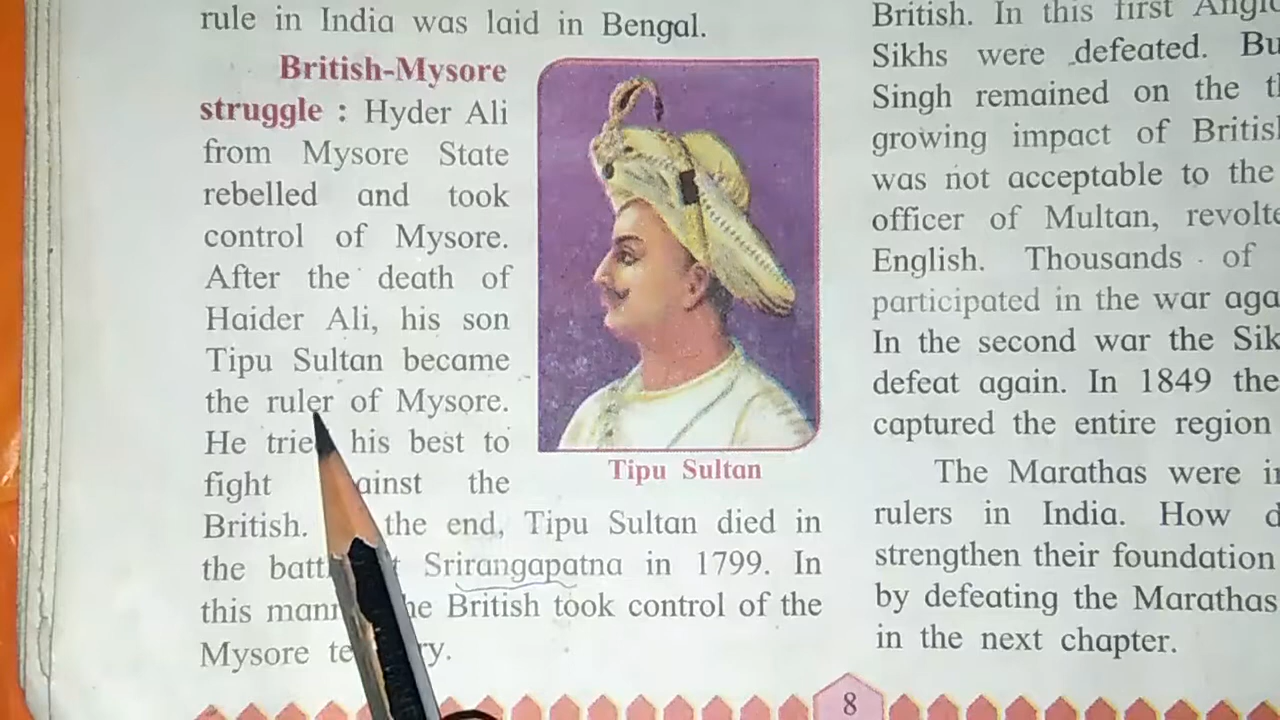 rule in India was laid in Bengal.
British-Mysore
struggle : Hyder Ali
from Mysore State
rebelled and took
control of Mysore.
After the death of
Haider Ali, his son
Tipu Sultan became
the ruler of Mysore.
He his best to
fight the
British. the end, Tipu Sultan died in
the Srirangapatna in 1799. In
this British took control of the
Mysore
Tipu Sultan
British. In this first
Sikhs were defeated.
Singh remained on the
growing impact of
was not acceptable to the
officer of Multan,
English. Thousands of
participated in the war
In the second war the
defeat again. In 1849 the
captured the entire region
The Marathas were
rulers in India. How
strengthen their foundation
by defeating the Marathas
in the next chapter.
8